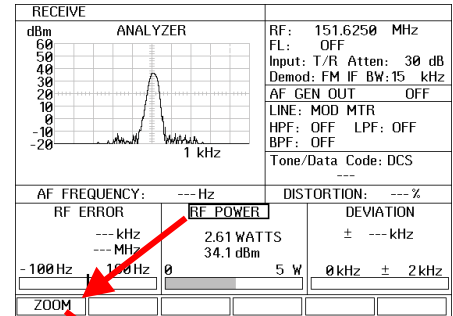 RECEIVE
dBm ANALYZER
60
50
40
30
20
10
0
-10
-20
1 kHz
RF: 151.6250 MHz
FL: OFF
Input: T/R Atten: 30 dB
Demod: FM IF BW:15 kHz
AF GEN OUT OFF
LINE: MOD MTR
HPF: OFF LPF: OFF
BPF: OFF
Tone/Data Code: DCS
---
AF FREQUENCY: --- Hz DISTORTION: --- %
RF ERROR
--- kHz
--- MHz
-100Hz 100Hz
RF POWER
2.61 WATTS
34.1 dBm
0 5 W
DEVIATION
± --- kHz
0kHz ± 2kHz
ZOOM